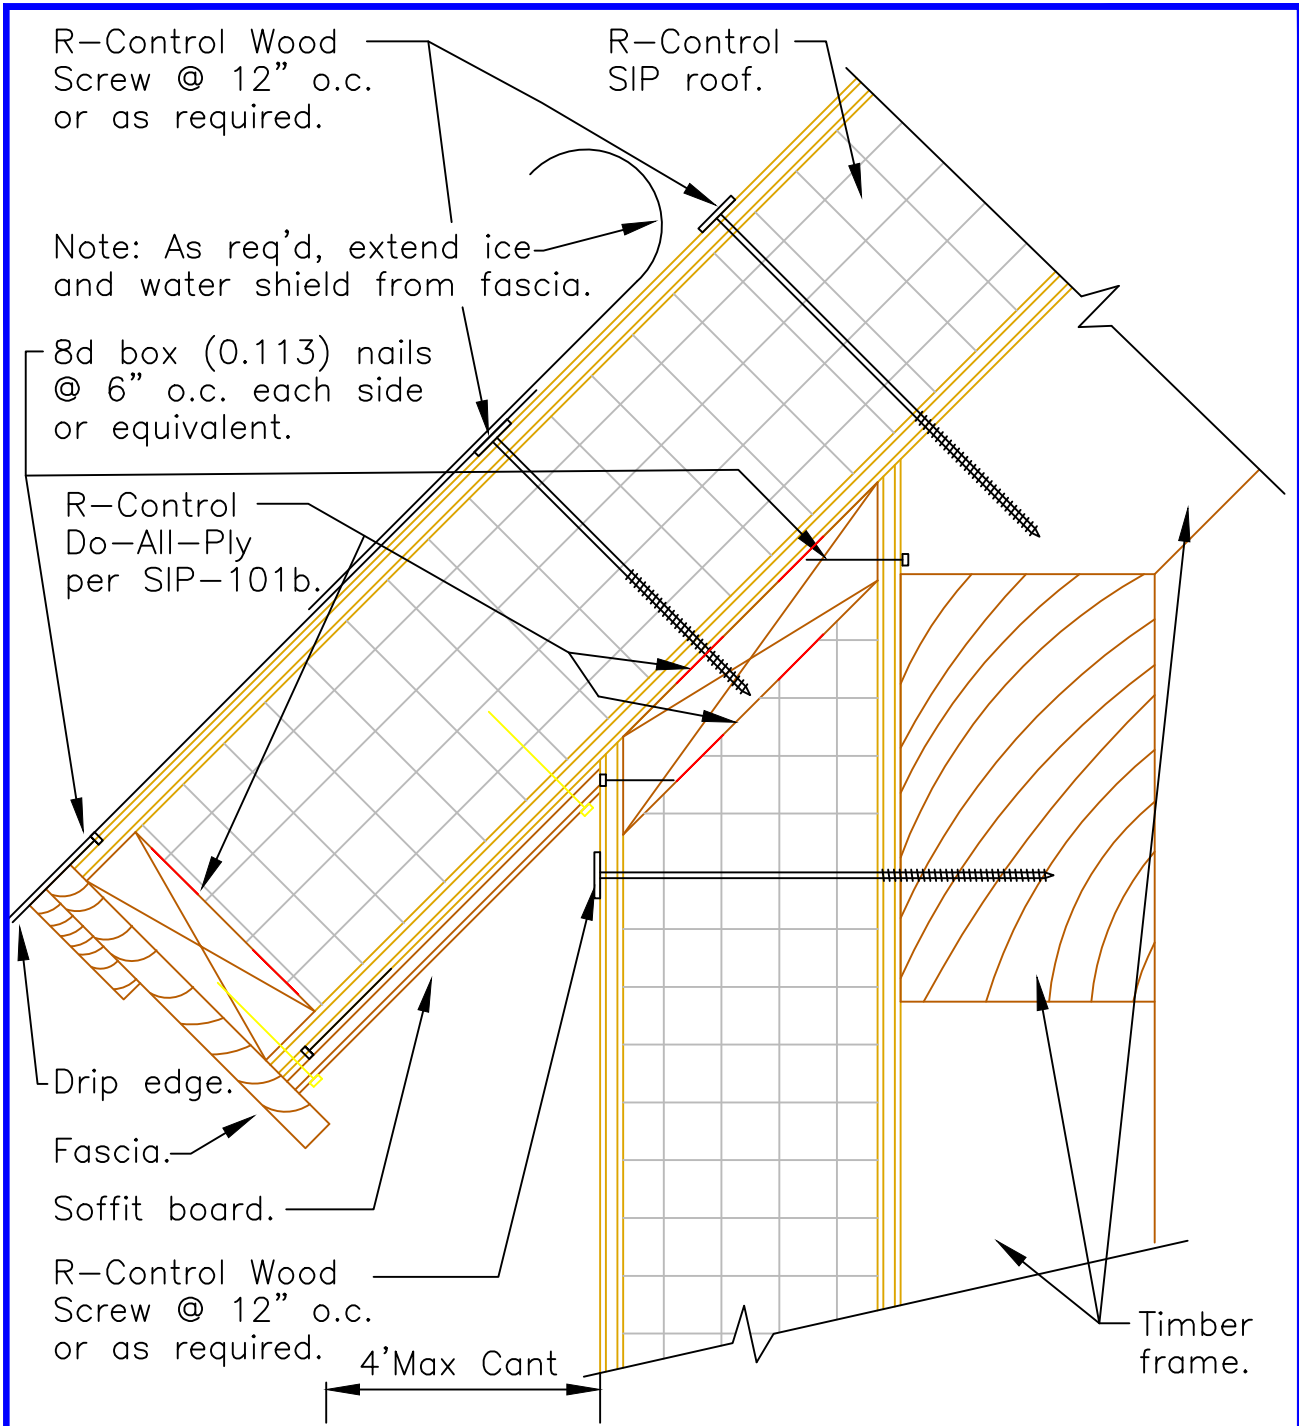 R-Control Wood
Screw @ 12" o.c.
or as required.
R-Control
SIP roof.
Note: As req'd, extend ice
and water shield from fascia.
8d box (0.113) nails
@ 6" o.c. each side
or equivalent.
R-Control
Do-All-Ply
per SIP-101b.
Drip edge.
Fascia.
Soffit board.
R-Control Wood
Screw @ 12" o.c.
or as required.
4'Max Cant
Timber
frame.